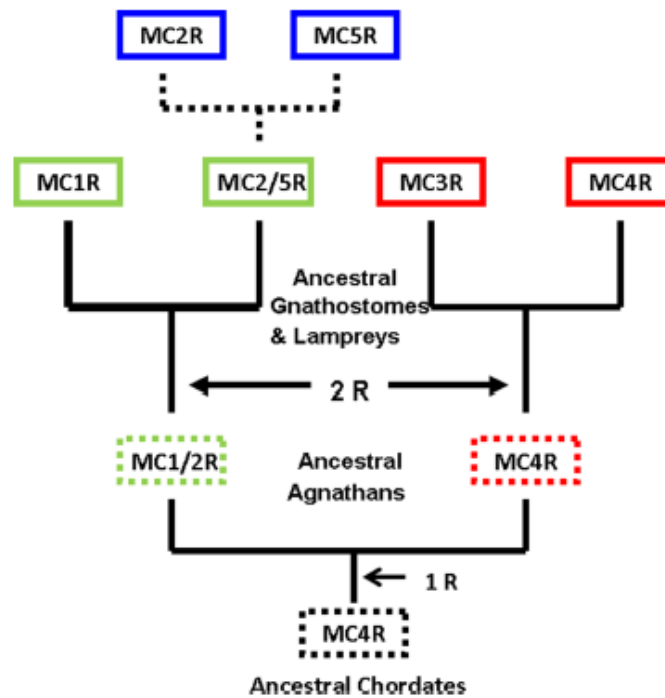 MC2R MC5R
MC1R MC2/5R MC3R MC4R
Ancestral
Gnathostomes
& Lampreys
2 R
MC1/2R Ancestral MC4R
Agnathans
1 R
MC4R
Ancestral Chordates